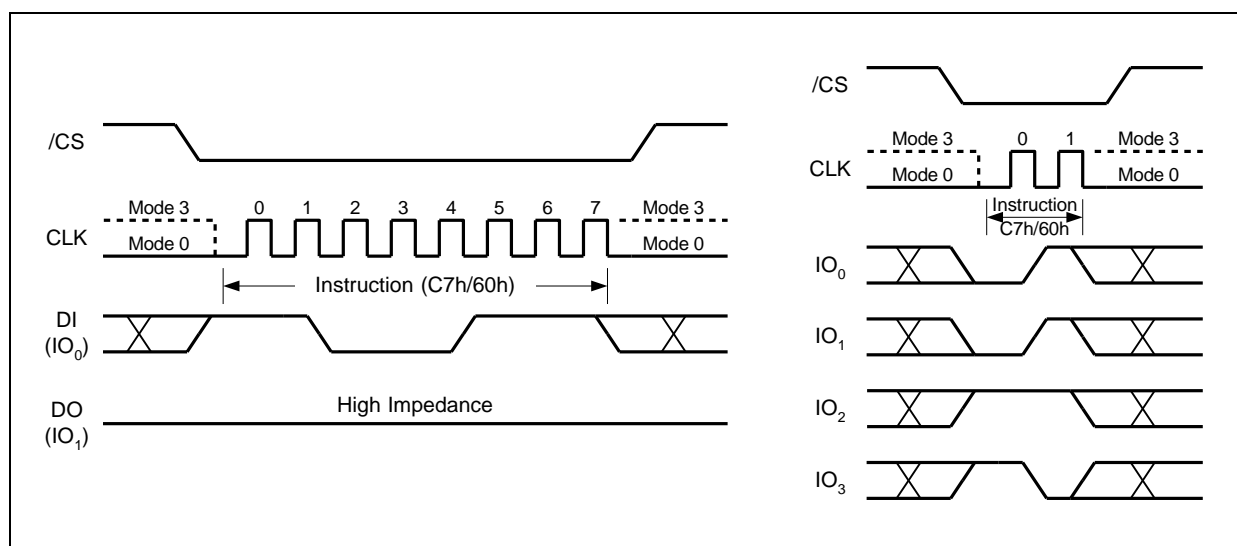 /CS
Mode 3
0 1 2 3 4 5 6 7
Mode 3
CLK
Mode 0
Mode 0
Instruction (C7h/60h)
DI
(IO0)
High Impedance
DO
(IO1)
/CS
Mode 3
0 1
Mode 3
CLK
Mode 0
Mode 0
Instruction
C7h/60h
IO0
IO1
IO2
IO3